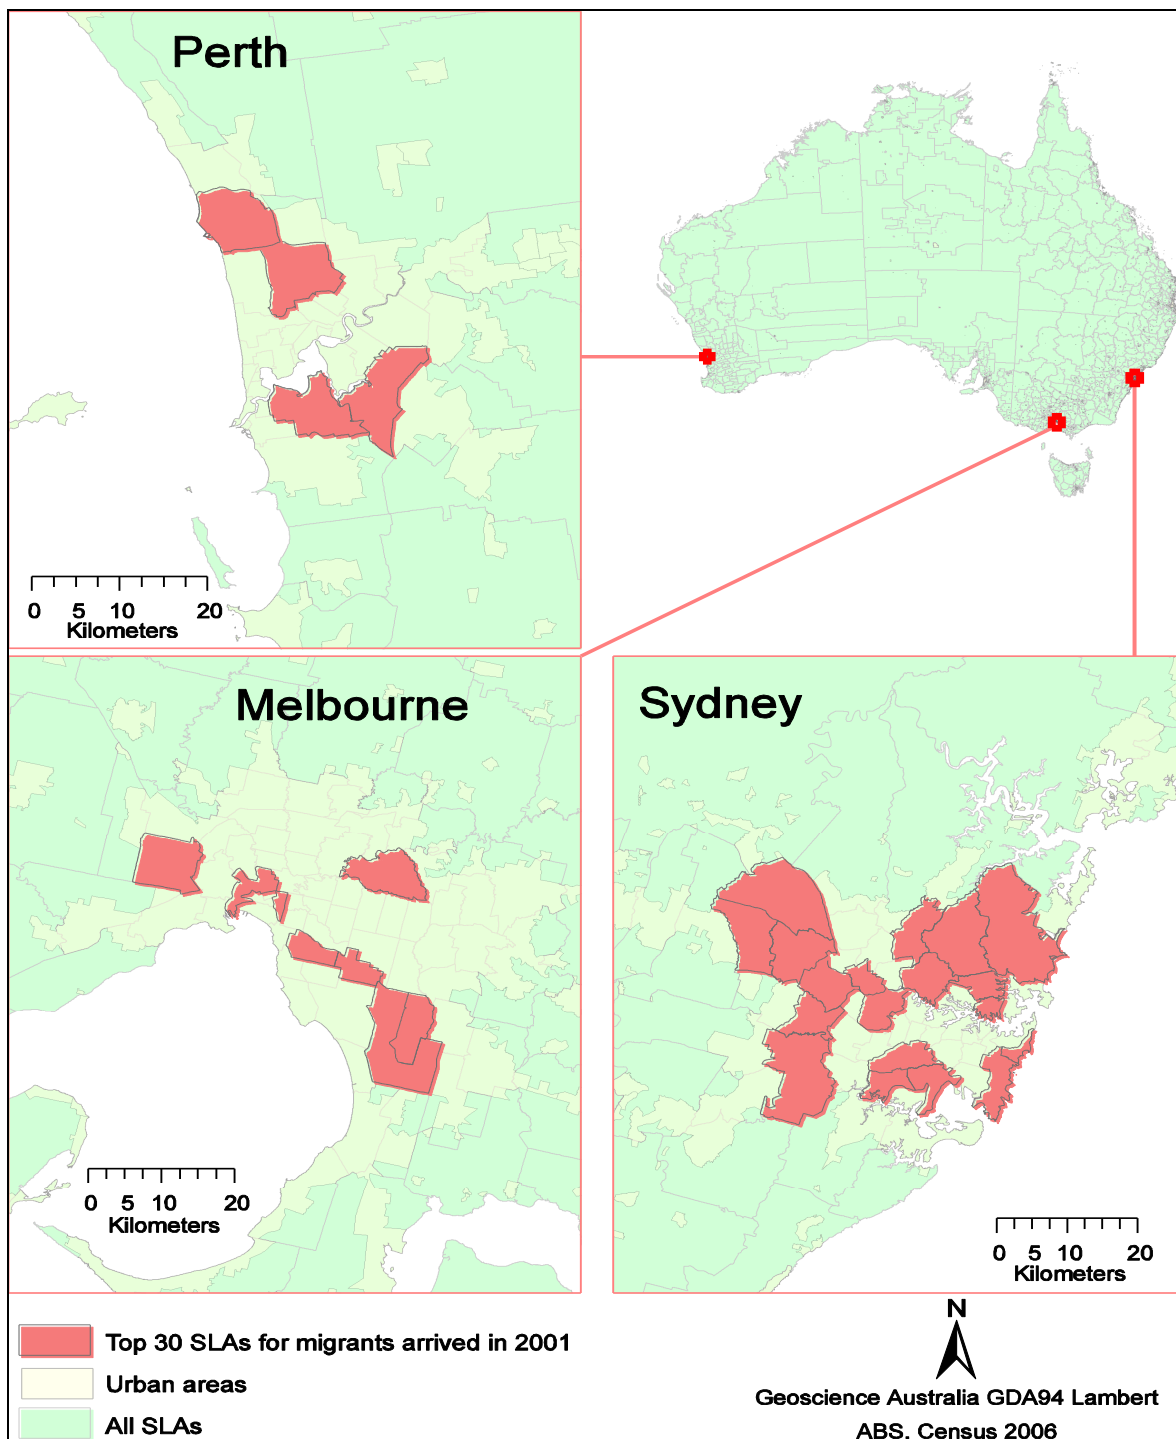 Perth
0 5 10 20
Kilometers
Melbourne
0 5 10 20
Kilometers
Sydney
0 5 10 20
Kilometers
Top 30 SLAs for migrants arrived in 2001
Urban areas
All SLAs
N
Geoscience Australia GDA94 Lambert
ABS. Census 2006